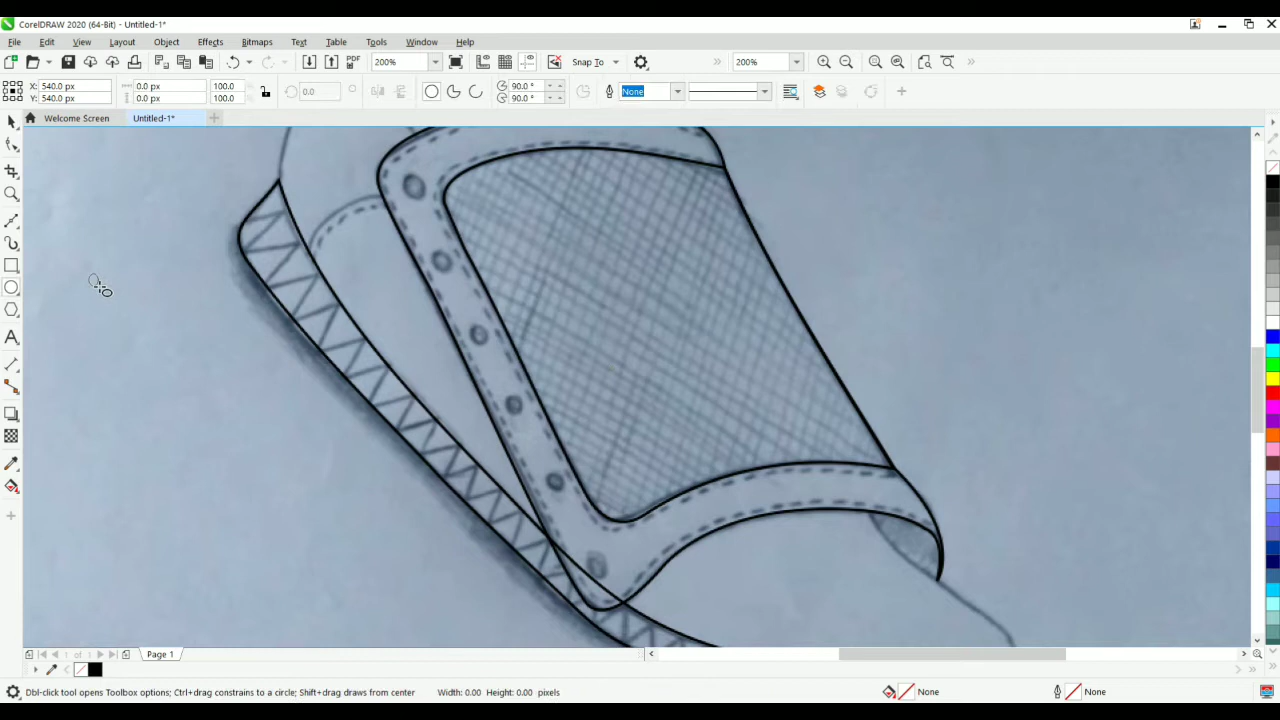 CorelDRAW 2020 (64-Bit) - Untitled-1*
File Edit View Layout Object Effects Bitmaps Text Table Tools Window Help
PDF 200% Snap To 200%
X: 540.0 px 0.0 px 100.0 0.0 90.0 ° None
Y: 540.0 px 0.0 px 100.0 90.0 °
Welcome Screen Untitled-1*
1 of 1 Page 1
Dbl-click tool opens Toolbox options; Ctrl+drag constrains to a circle; Shift+drag draws from center Width: 0.00 Height: 0.00 pixels None None